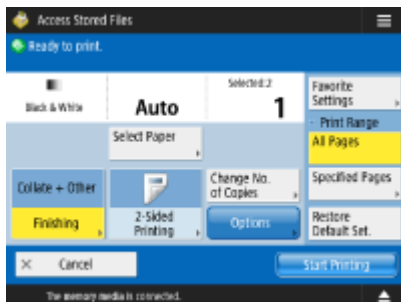 Access Stored Files
Ready to print.
Selected:2
Black & White
Auto
1
Select Paper
Change No.
of Copies
Favorite
Settings
Print Range
All Pages
Specified Pages
Collate + Other
Finishing
2-Sided
Printing
Options
Restore
Default Set.
× Cancel
Start Printing
The memory media is connected.